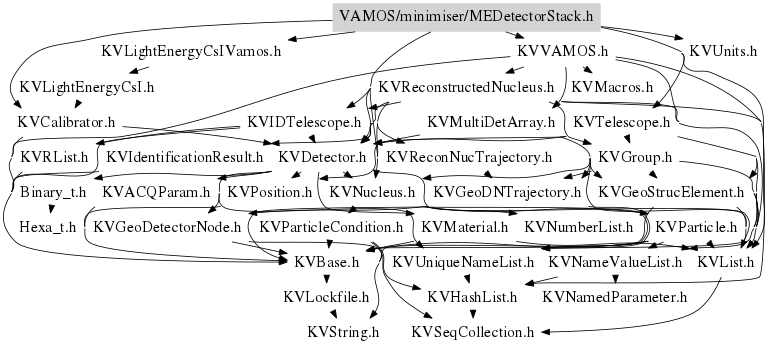 VAMOS/minimiser/MEDetectorStack.h
KVLightEnergyCsIVamos.h KVVAMOS.h KVUnits.h
KVLightEnergyCsI.h KVReconstructedNucleus.h KVMacros.h
KVCalibrator.h KVIDTelescope.h KVMultiDetArray.h KVTelescope.h
KVRList.h KVIdentificationResult.h KVDetector.h KVReconNucTrajectory.h KVGroup.h
Binary_t.h KVACQParam.h KVPosition.h KVNucleus.h KVGeoDNTrajectory.h KVGeoStrucElement.h
Hexa_t.h KVGeoDetectorNode.h KVParticleCondition.h KVMaterial.h KVNumberList.h KVParticle.h
KVBase.h KVUniqueNameList.h KVNameValueList.h KVList.h
KVLockfile.h KVHashList.h KVNamedParameter.h
KVString.h KVSeqCollection.h